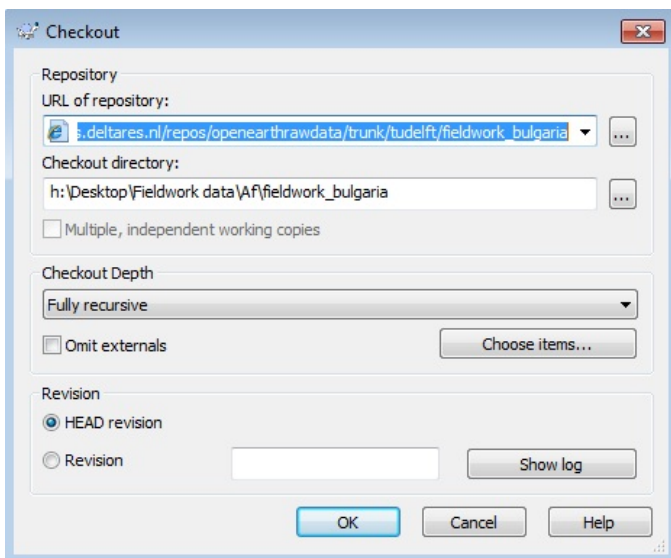 Checkout
Repository
URL of repository:
s.deltares.nl/repos/openearthrawdata/trunk/tudelft/fieldwork_bulgaria
...
Checkout directory:
h:\Desktop\Fieldwork data\Af\fieldwork_bulgaria
...
Multiple, independent working copies
Checkout Depth
Fully recursive
Omit externals
Choose items...
Revision
HEAD revision
Revision
Show log
OK
Cancel
Help